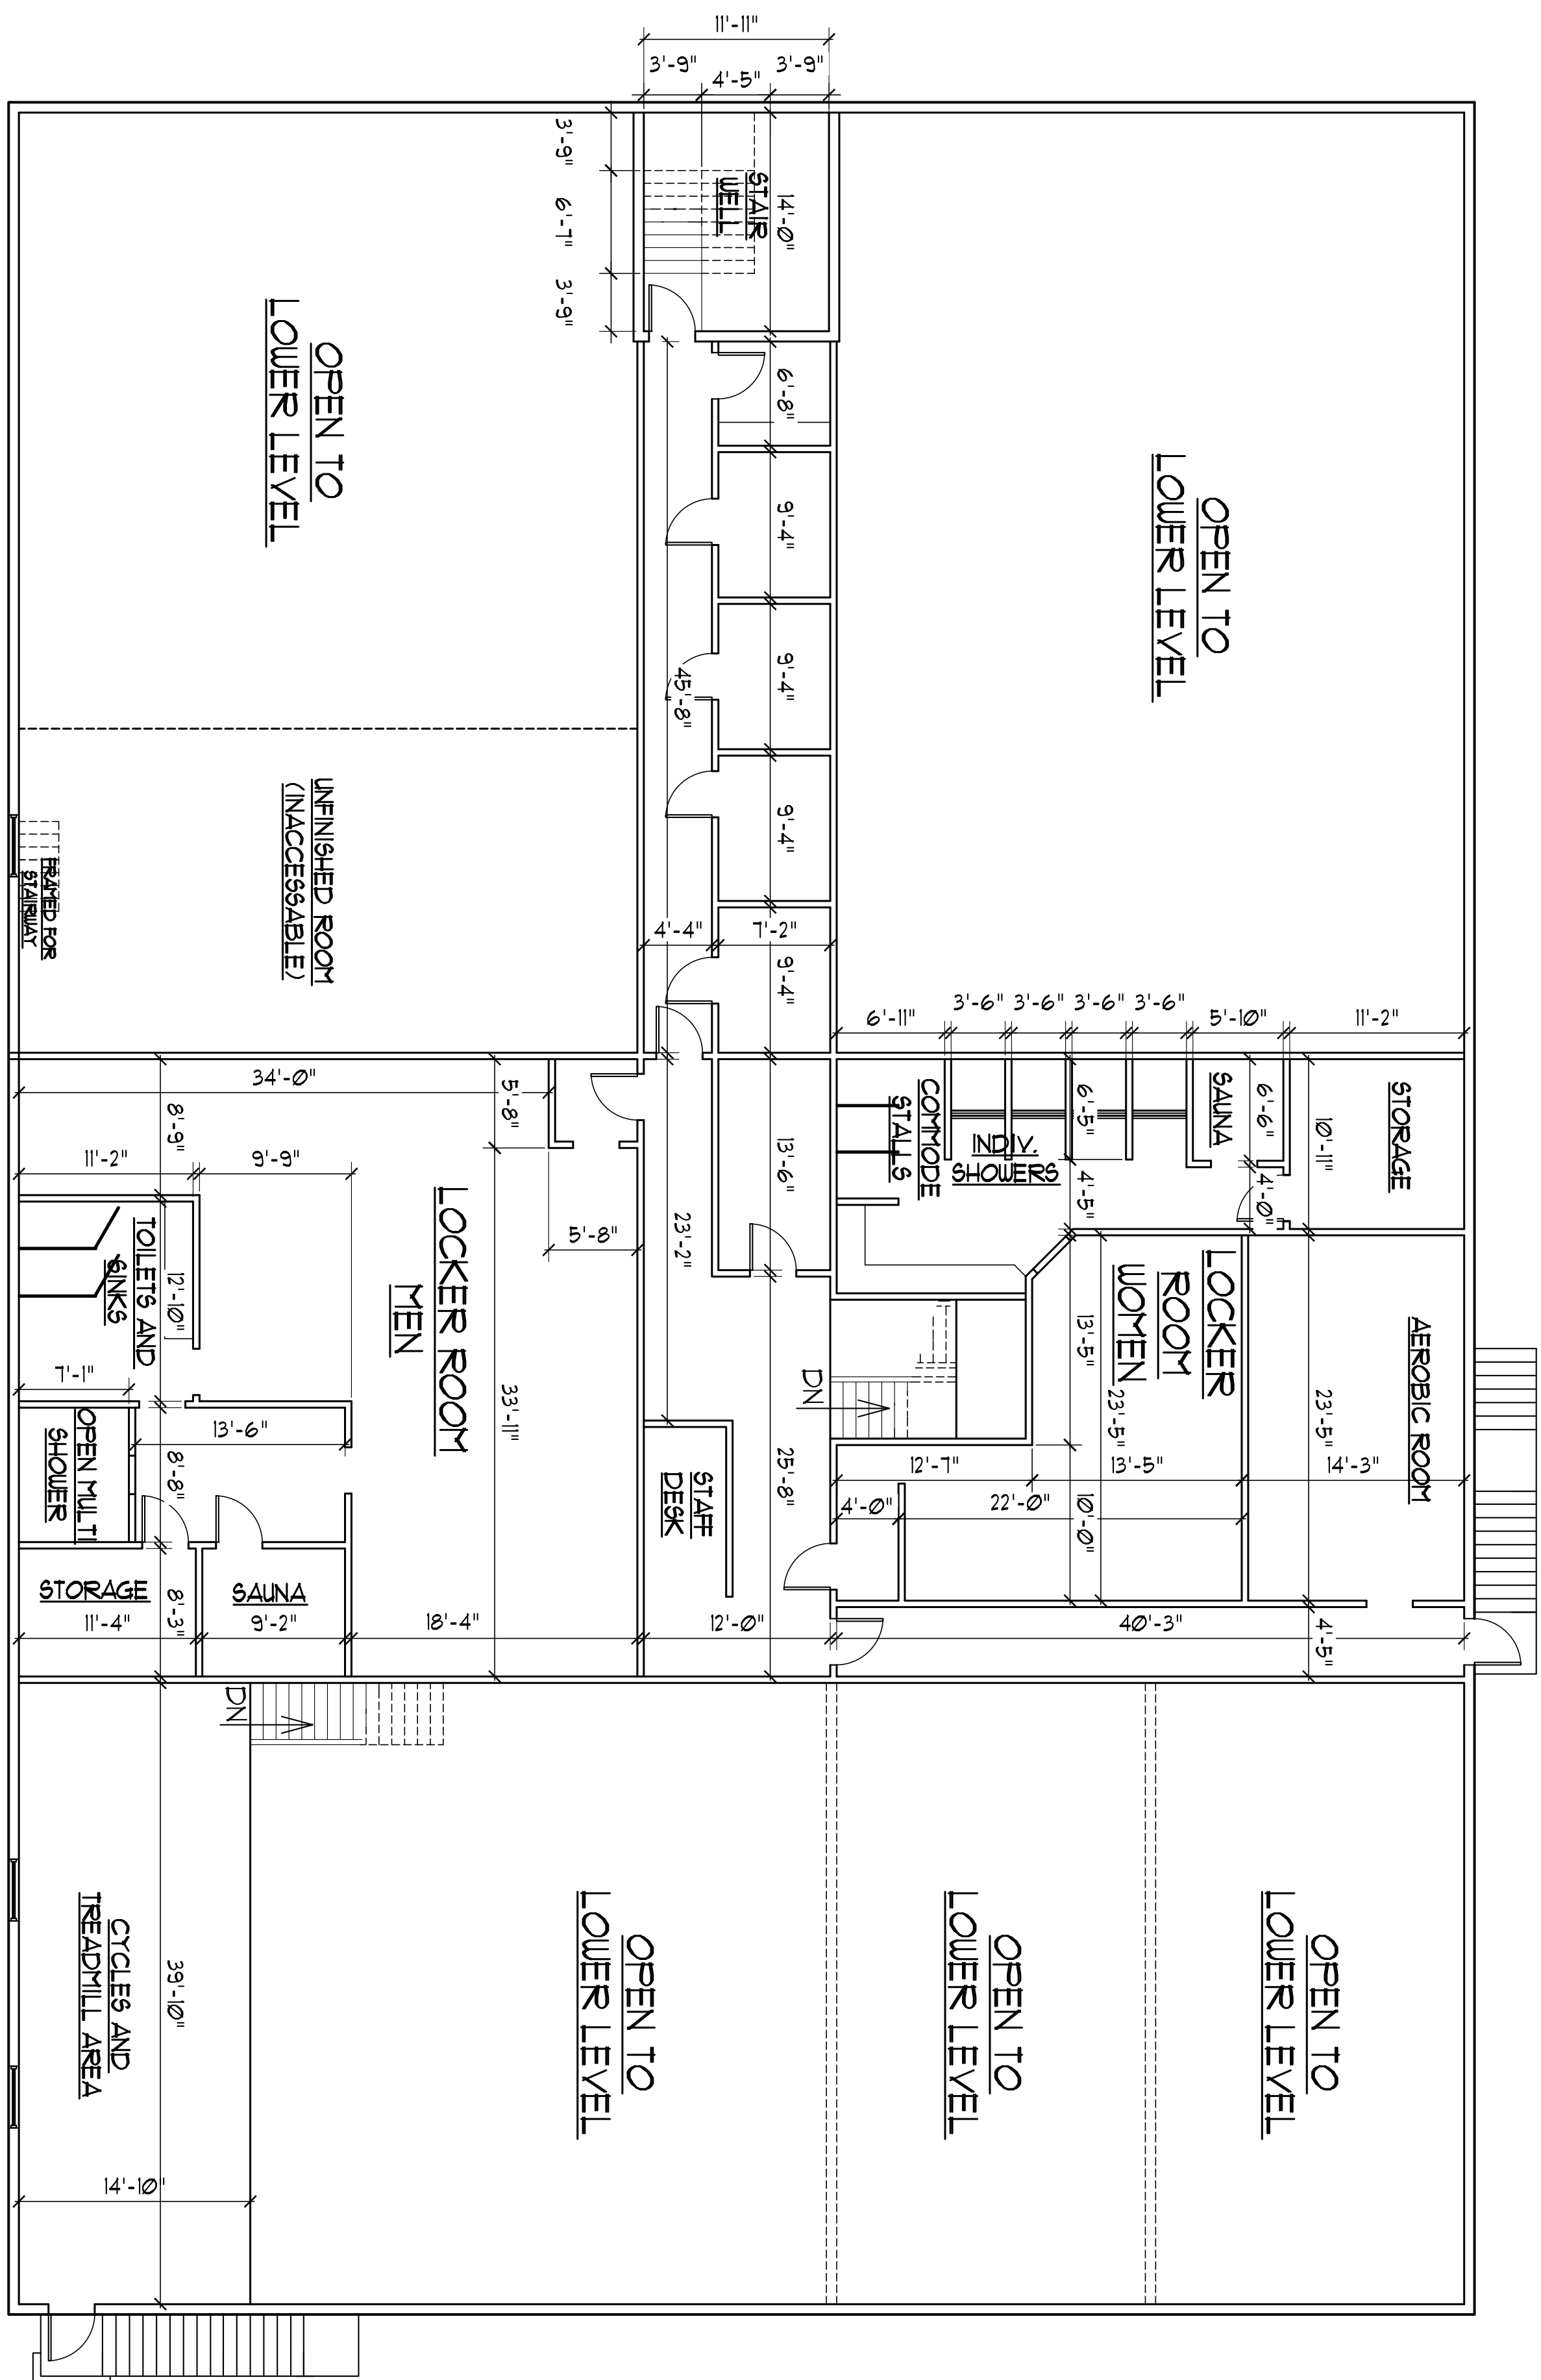 11'-11"
3'-9"
4'-5"
3'-9"
3'-9"
6'-7"
3'-9"
STAIR
WELL
14'-0"
OPEN TO
LOWER LEVEL
OPEN TO
LOWER LEVEL
6'-8"
9'-4"
9'-4"
9'-4"
9'-4"
45'-8"
4'-4"
7'-2"
UNFINISHED ROOM
(INACCESSABLE)
FRAMED FOR
STAIRWAY
6'-11"
3'-6"
3'-6"
3'-6"
3'-6"
5'-10"
11'-2"
34'-0"
5'-8"
8'-9"
11'-2"
9'-9"
5'-8"
23'-2"
13'-6"
COMMODE
STALLS
INDIV.
SHOWERS
6'-5"
4'-5"
SAUNA
6'-6"
4'-0"
10'-11"
STORAGE
TOILETS AND
SINKS
12'-10"
LOCKER ROOM
MEN
33'-11"
LOCKER
ROOM
WOMEN
13'-5"
23'-5"
23'-5"
AEROBIC ROOM
DN
7'-1"
13'-6"
OPEN MULTI
SHOWER
8'-8"
STAFF
DESK
25'-8"
12'-7"
13'-5"
14'-3"
4'-0"
22'-0"
10'-0"
STORAGE
11'-4"
8'-3"
SAUNA
9'-2"
18'-4"
12'-0"
40'-3"
4'-5"
DN
CYCLES AND
TREADMILL AREA
39'-10"
14'-10"
OPEN TO
LOWER LEVEL
OPEN TO
LOWER LEVEL
OPEN TO
LOWER LEVEL